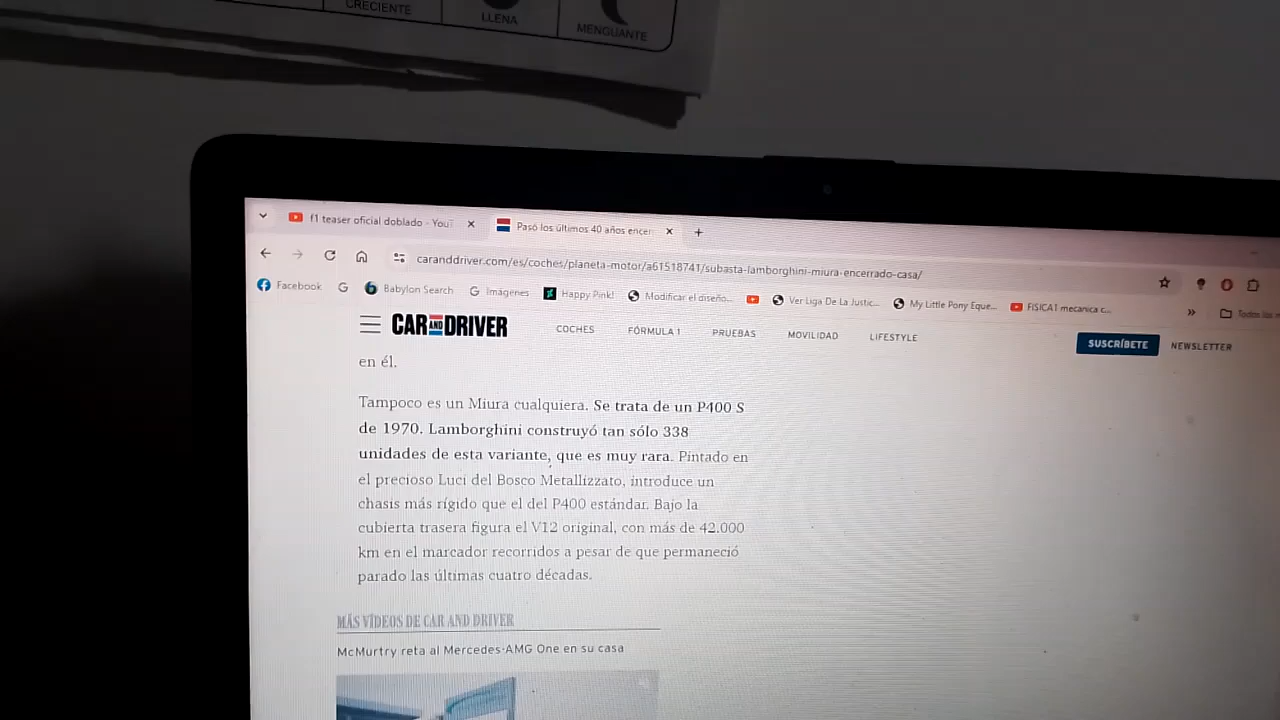 CRECIENTE
LLENA
MENGUANTE
f1 teaser oficial doblado - YouT
Pasó los últimos 40 años encer
caranddriver.com/es/coches/planeta-motor/a61518741/subasta-lamborghini-miura-encerrado-casa/
Facebook
Babylon Search
Imágenes
Happy Pink!
Modificar el diseño...
Ver Liga De La Justic...
My Little Pony Eque...
FISICA1 mecanica c...
Todos los
CAR AND DRIVER
COCHES
FÓRMULA 1
PRUEBAS
MOVILIDAD
LIFESTYLE
SUSCRÍBETE
NEWSLETTER
en él.
Tampoco es un Miura cualquiera. Se trata de un P400 S
de 1970. Lamborghini construyó tan sólo 338
unidades de esta variante, que es muy rara. Pintado en
el precioso Luci del Bosco Metallizzato, introduce un
chasis más rígido que el del P400 estándar. Bajo la
cubierta trasera figura el V12 original, con más de 42.000
km en el marcador recorridos a pesar de que permaneció
parado las últimas cuatro décadas.
MÁS VÍDEOS DE CAR AND DRIVER
McMurtry reta al Mercedes-AMG One en su casa